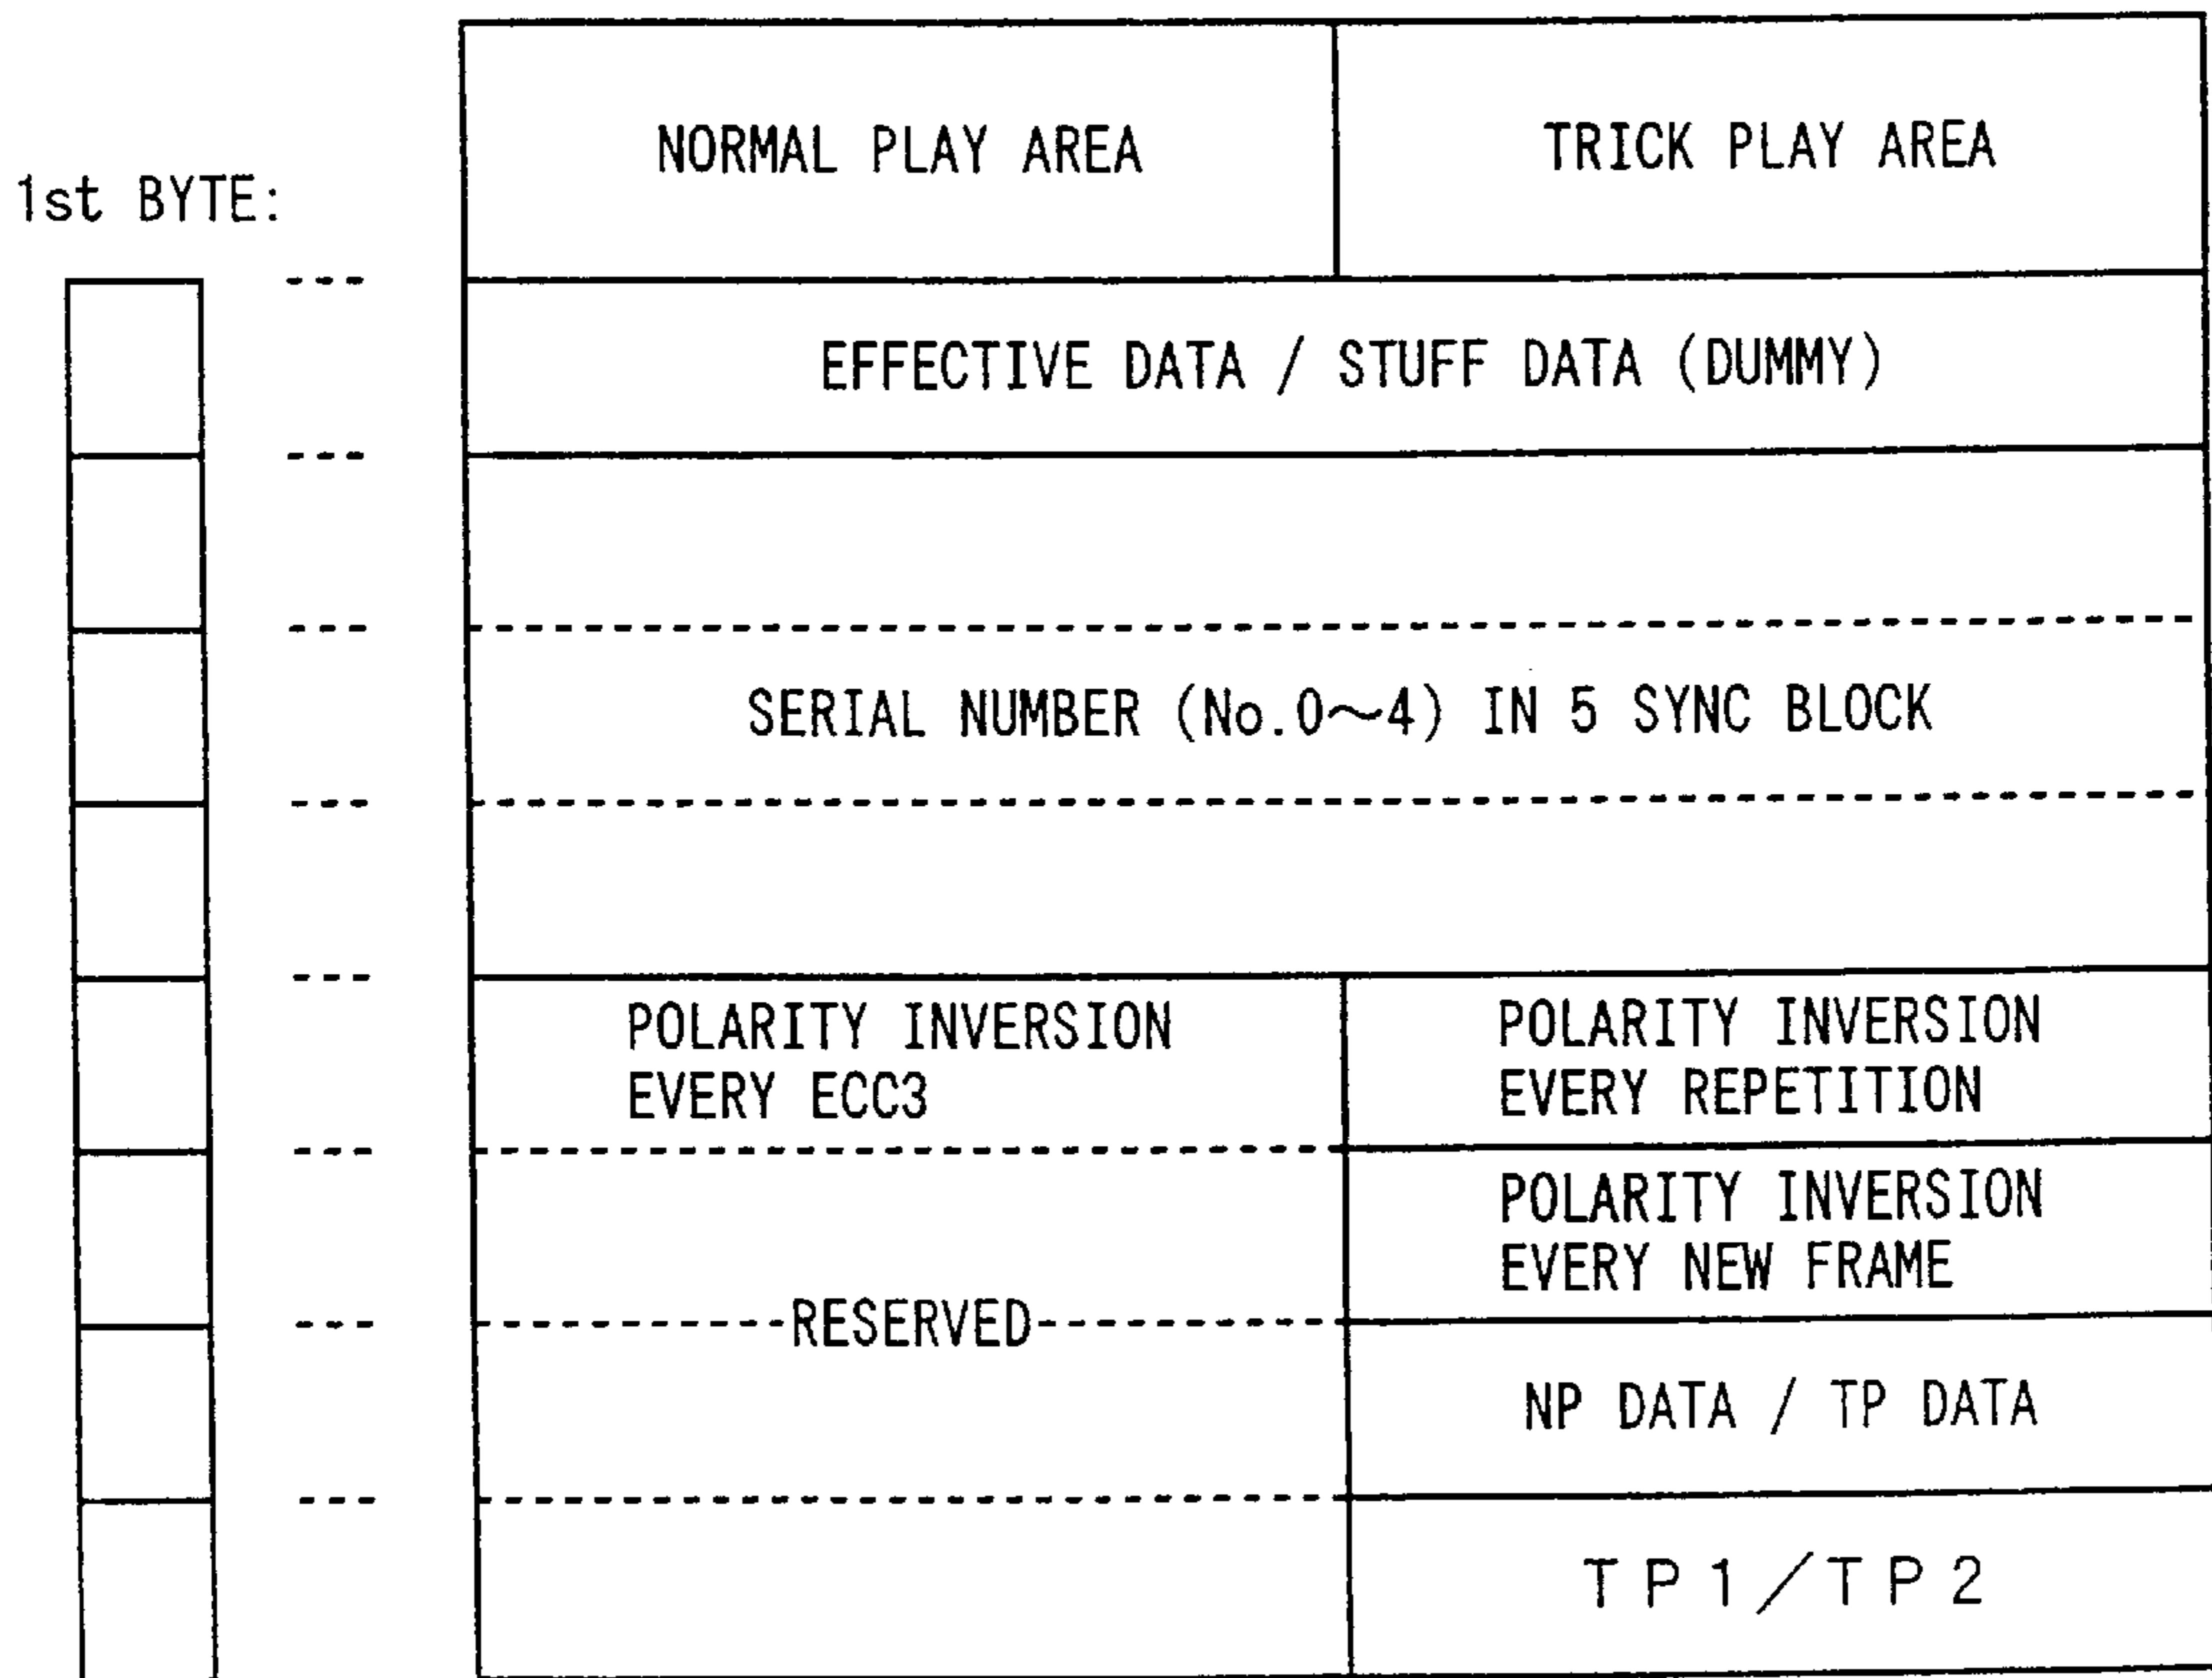 NORMAL PLAY AREA
TRICK PLAY AREA
1st BYTE:
EFFECTIVE DATA / STUFF DATA (DUMMY)
SERIAL NUMBER (No.0~4) IN 5 SYNC BLOCK
POLARITY INVERSION
EVERY ECC3
POLARITY INVERSION
EVERY REPETITION
POLARITY INVERSION
EVERY NEW FRAME
RESERVED
NP DATA / TP DATA
TP1/TP2